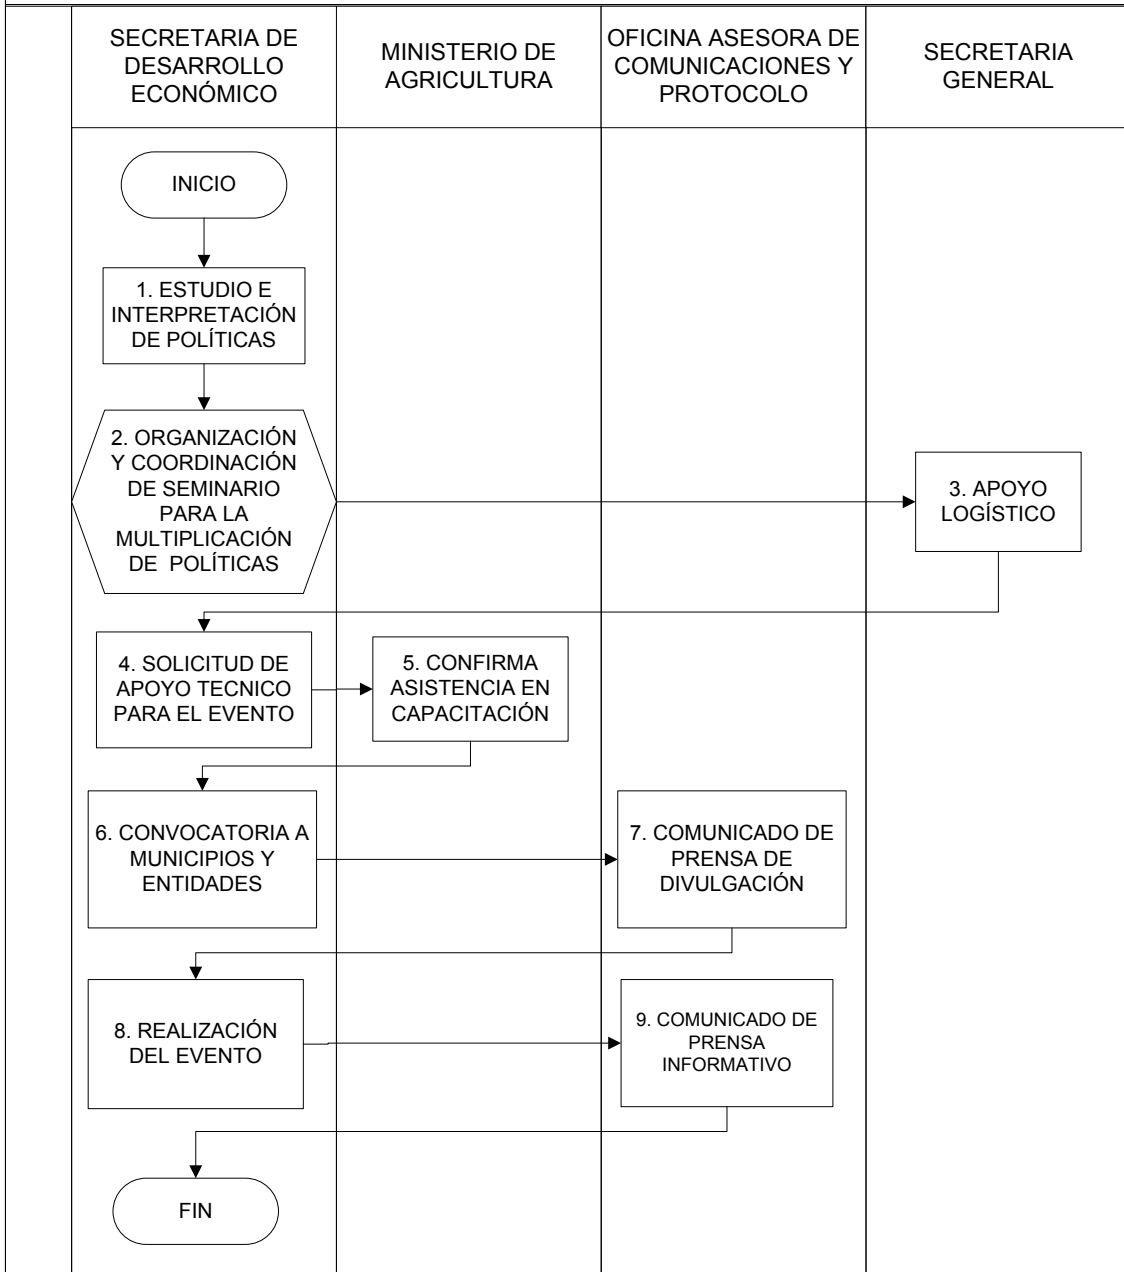 SECRETARIA DE
DESARROLLO
ECONÓMICO
MINISTERIO DE
AGRICULTURA
OFICINA ASESORA DE
COMUNICACIONES Y
PROTOCOLO
SECRETARIA
GENERAL
INICIO
1. ESTUDIO E
INTERPRETACIÓN
DE POLÍTICAS
2. ORGANIZACIÓN
Y COORDINACIÓN
DE SEMINARIO
PARA LA
MULTIPLICACIÓN
DE POLÍTICAS
3. APOYO
LOGÍSTICO
4. SOLICITUD DE
APOYO TECNICO
PARA EL EVENTO
5. CONFIRMA
ASISTENCIA EN
CAPACITACIÓN
6. CONVOCATORIA A
MUNICIPIOS Y
ENTIDADES
7. COMUNICADO DE
PRENSA DE
DIVULGACIÓN
8. REALIZACIÓN
DEL EVENTO
9. COMUNICADO DE
PRENSA
INFORMATIVO
FIN